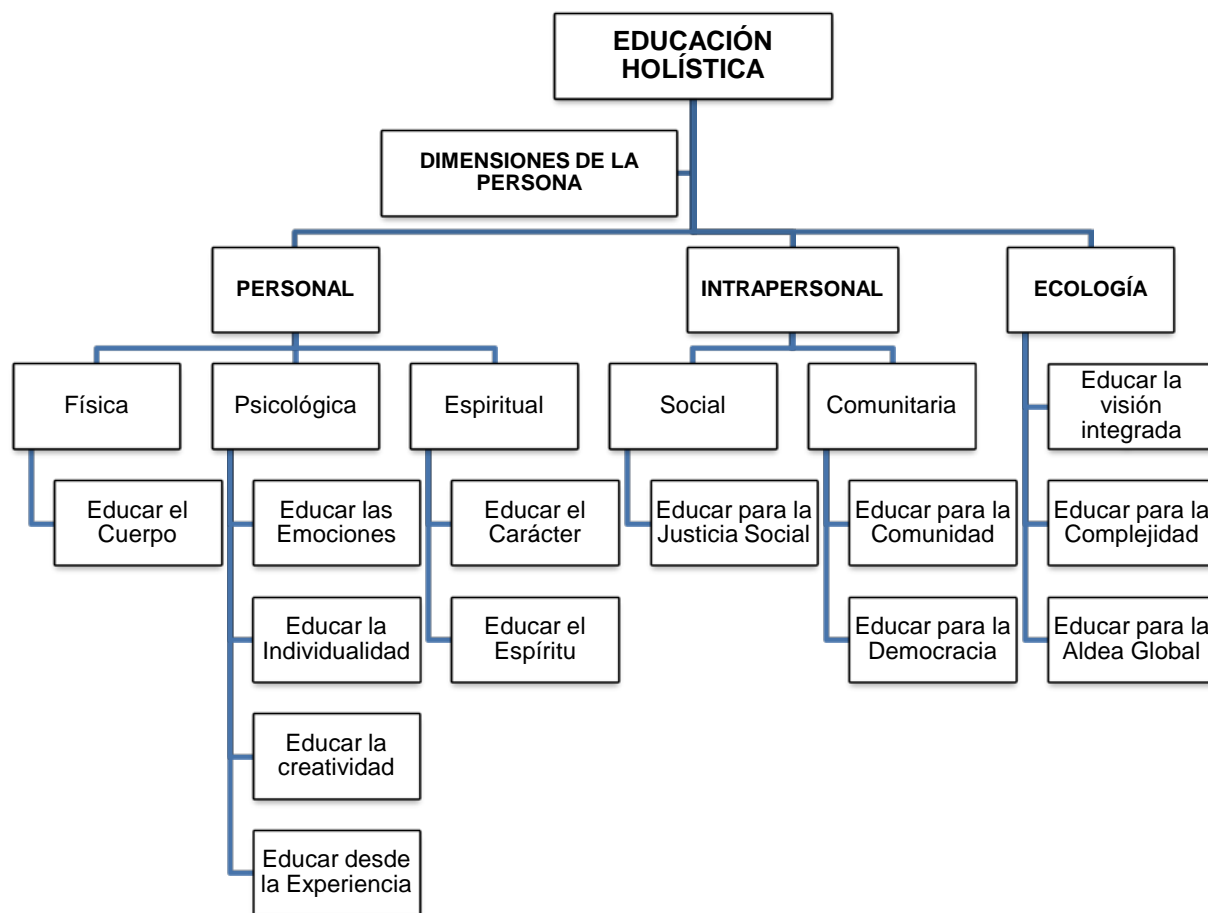 EDUCACIÓN
HOLÍSTICA
DIMENSIONES DE LA
PERSONA
PERSONAL
INTRAPERSONAL
ECOLOGÍA
Física
Psicológica
Espiritual
Social
Comunitaria
Educar la
visión
integrada
Educar el
Cuerpo
Educar las
Emociones
Educar el
Carácter
Educar para la
Justicia Social
Educar para la
Comunidad
Educar para la
Complejidad
Educar la
Individualidad
Educar el
Espíritu
Educar para la
Democracia
Educar para la
Aldea Global
Educar la
creatividad
Educar desde
la Experiencia